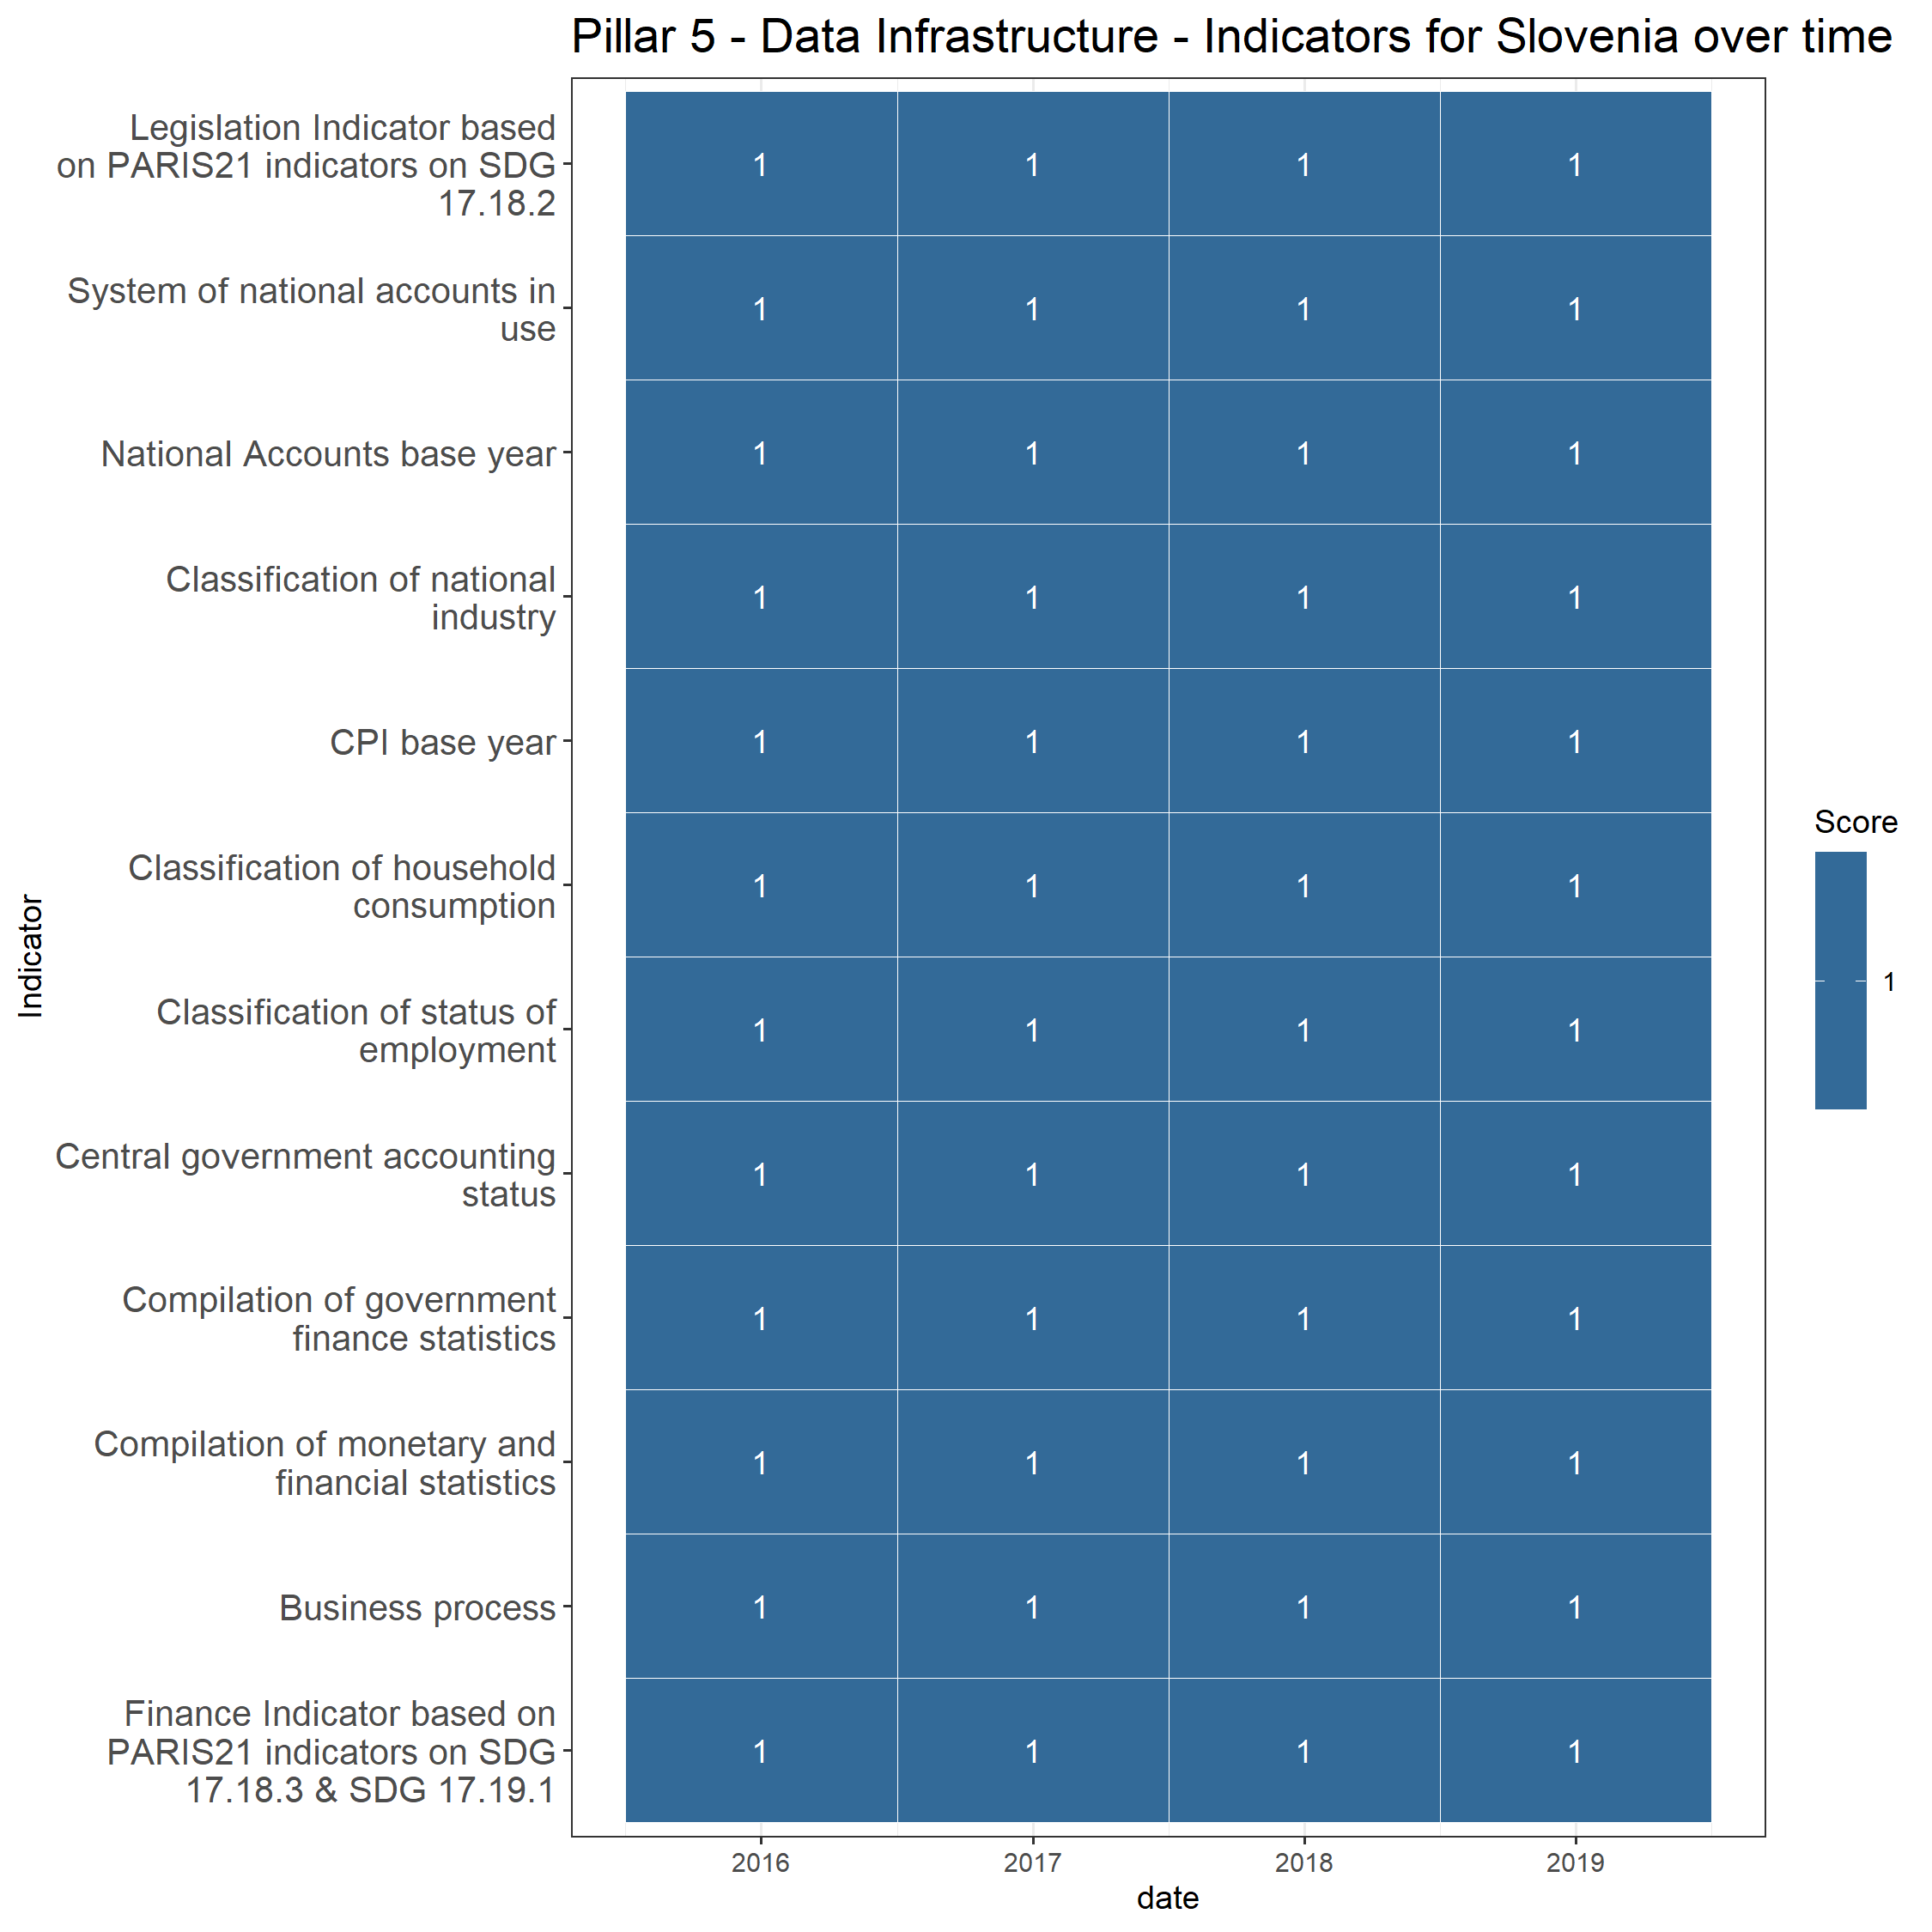 Pillar 5 - Data Infrastructure - Indicators for Slovenia over time
Legislation Indicator based
on PARIS21 indicators on SDG
17.18.2
1 1 1 1
System of national accounts in
use
1 1 1 1
National Accounts base year
1 1 1 1
Classification of national
industry
1 1 1 1
CPI base year
1 1 1 1
Classification of household
consumption
1 1 1 1
Classification of status of
employment
1 1 1 1
Central government accounting
status
1 1 1 1
Compilation of government
finance statistics
1 1 1 1
Compilation of monetary and
financial statistics
1 1 1 1
Business process
1 1 1 1
Finance Indicator based on
PARIS21 indicators on SDG
17.18.3 & SDG 17.19.1
1 1 1 1
2016 2017 2018 2019
date
Indicator
Score
1